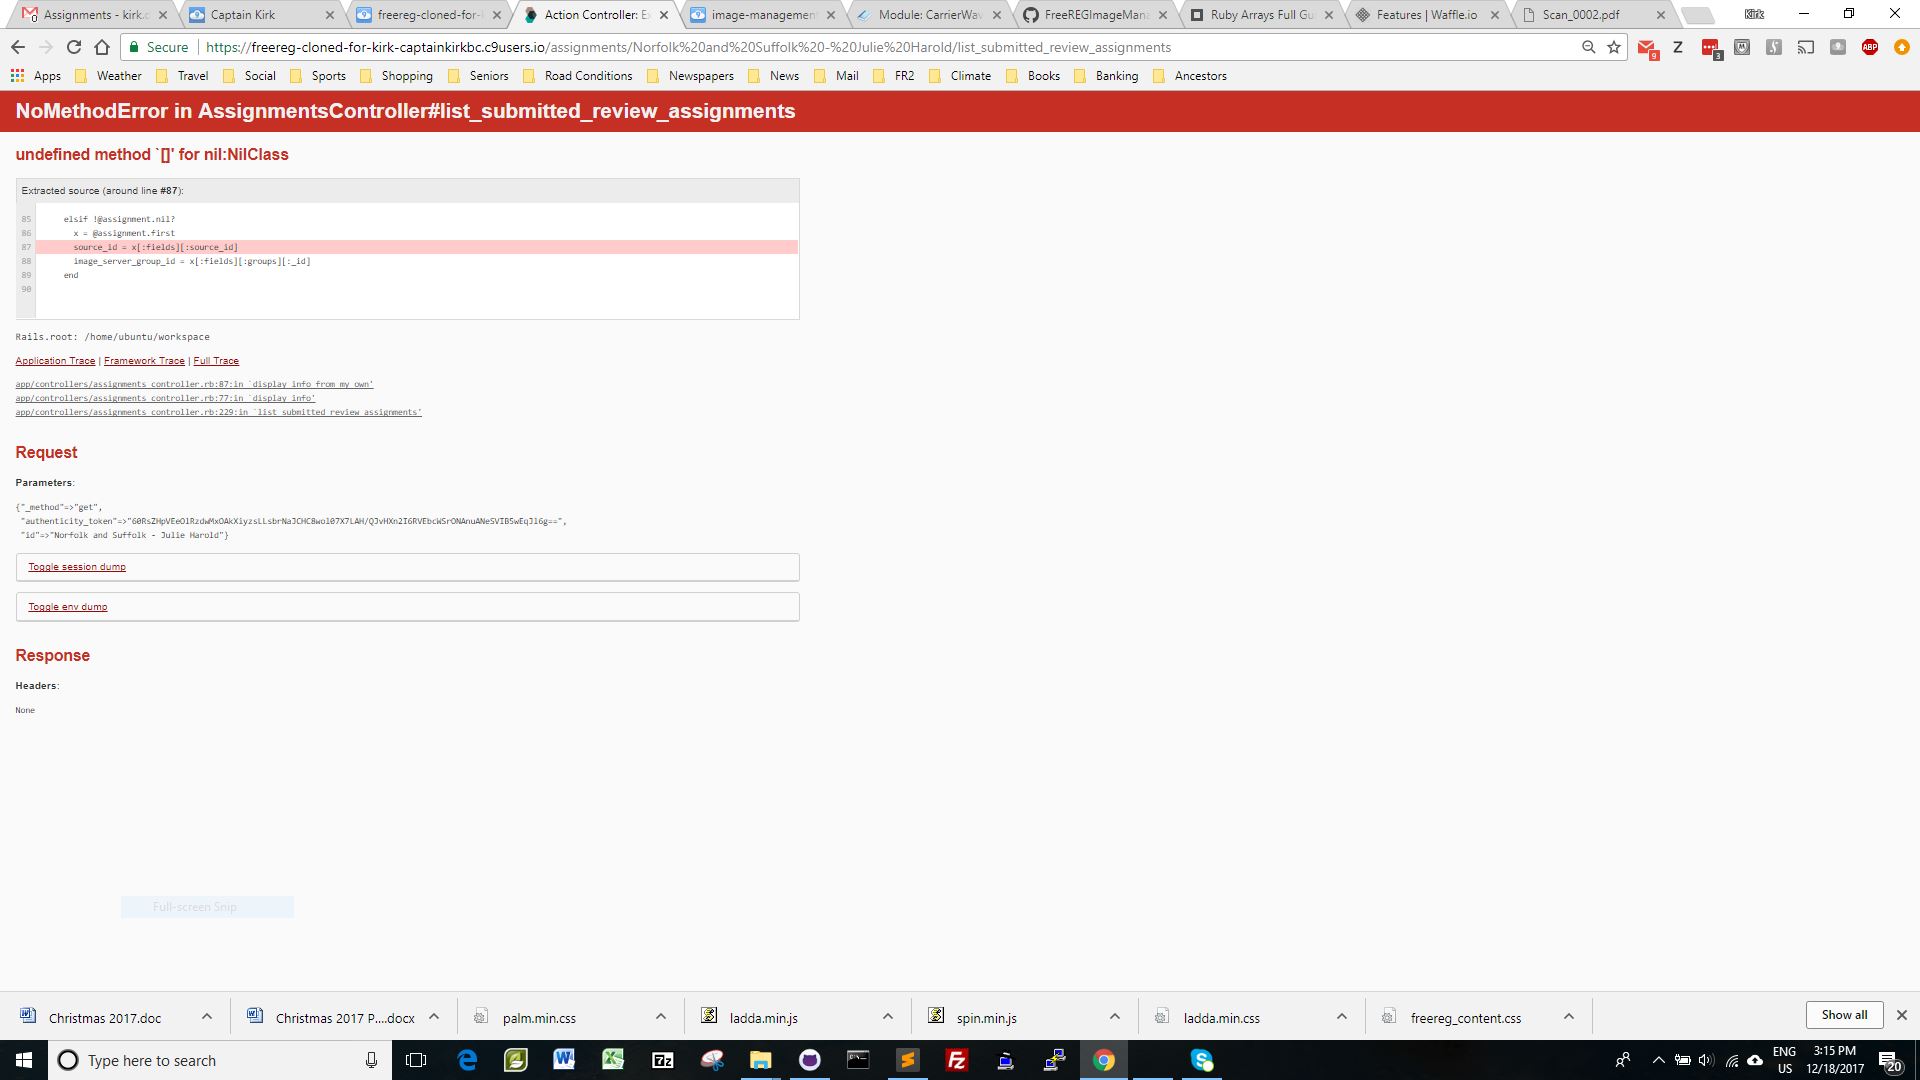 Assignments - kirk.c
Captain Kirk
freereg-cloned-for-k
Action Controller: Ex
image-management
Module: CarrierWav
FreeREGImageMana
Ruby Arrays Full Gu
Features | Waffle.io
Scan_0002.pdf
Kirk
Secure
https://freereg-cloned-for-kirk-captainkirkbc.c9users.io/assignments/Norfolk%20and%20Suffolk%20-%20Julie%20Harold/list_submitted_review_assignments
9
Z
3
ABP
Apps
Weather
Travel
Social
Sports
Shopping
Seniors
Road Conditions
Newspapers
News
Mail
FR2
Climate
Books
Banking
Ancestors
NoMethodError in AssignmentsController#list_submitted_review_assignments
undefined method `[]' for nil:NilClass
Extracted source (around line #87):
85 elsif !@assignment.nil?
86 x = @assignment.first
87 source_id = x[:fields][:source_id]
88 image_server_group_id = x[:fields][:groups][:_id]
89 end
90
Rails.root: /home/ubuntu/workspace
Application Trace | Framework Trace | Full Trace
app/controllers/assignments_controller.rb:87:in `display_info_from_my_own'
app/controllers/assignments_controller.rb:77:in `display_info'
app/controllers/assignments_controller.rb:229:in `list_submitted_review_assignments'
Request
Parameters:
{"_method"=>"get",
"id"=>"Norfolk and Suffolk - Julie Harold"}
Toggle session dump
Toggle env dump
Response
Headers:
None
Full-screen Snip
Christmas 2017.doc
Christmas 2017 P....docx
palm.min.css
ladda.min.js
spin.min.js
ladda.min.css
freereg_content.css
Show all
Type here to search
7z
Fz
ENG
US
3:15 PM
12/18/2017
20